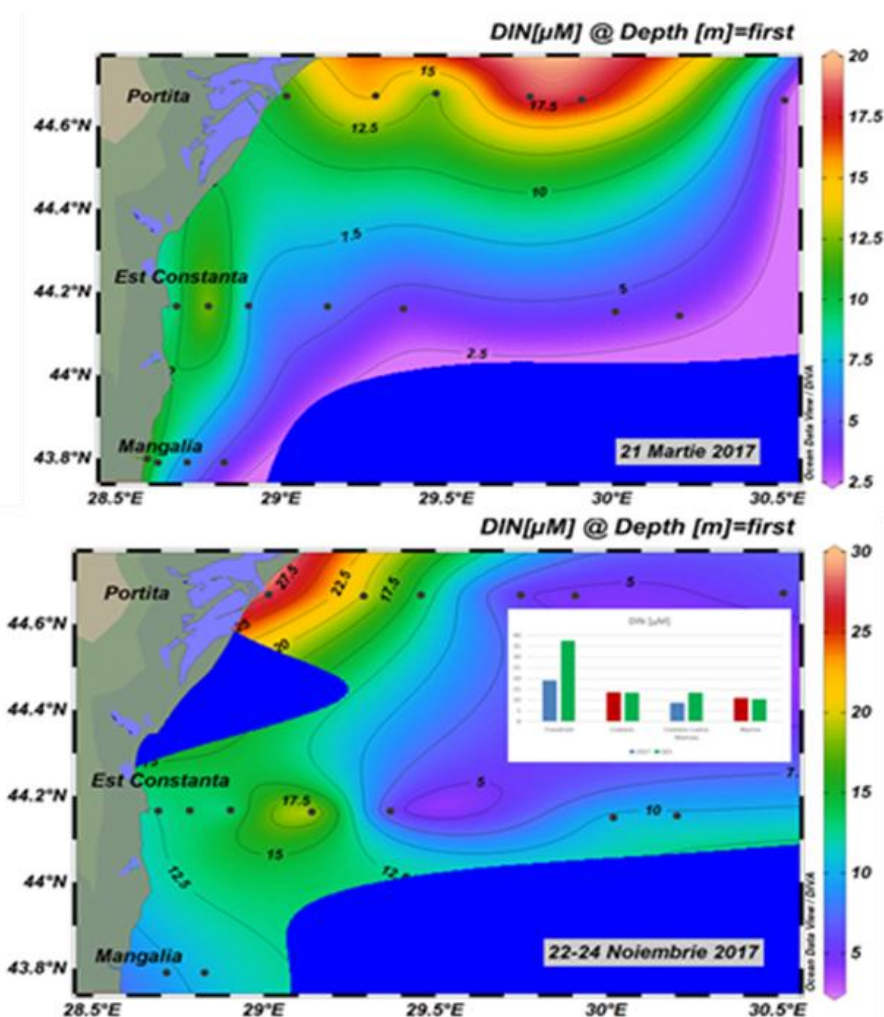 DIN[µM] @ Depth [m]=first
20
15
Portita
17.5
17.5
44.6°N
12.5
15
10
44.4°N
12.5
7.5
Est Constanta
10
5
44.2°N
7.5
2.5
44°N
5
Mangalia
21 Martie 2017
43.8°N
Ocean Data View / DIVA
2.5
28.5°E 29°E 29.5°E 30°E 30.5°E
DIN[µM] @ Depth [m]=first
30
27.5 22.5 17.5
5
Portita
25
44.6°N
DIN [µM]
20
20
44.4°N
Est Constanta
15
5
7.
44.2°N
17.5
10
15
10
12.5
44°N
5
Mangalia
22-24 Noiembrie 2017
43.8°N
Ocean Data View / DIVA
28.5°E 29°E 29.5°E 30°E 30.5°E